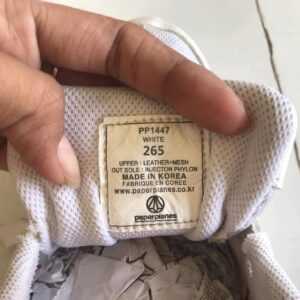 PP1447
WHITE
265
UPPER : LEATHER+MESH
OUT SOLE : INJECTON PHYLON
MADE IN KOREA
FABRIQUE EN COREE
www.paperplanes.co.kr
paperplanes